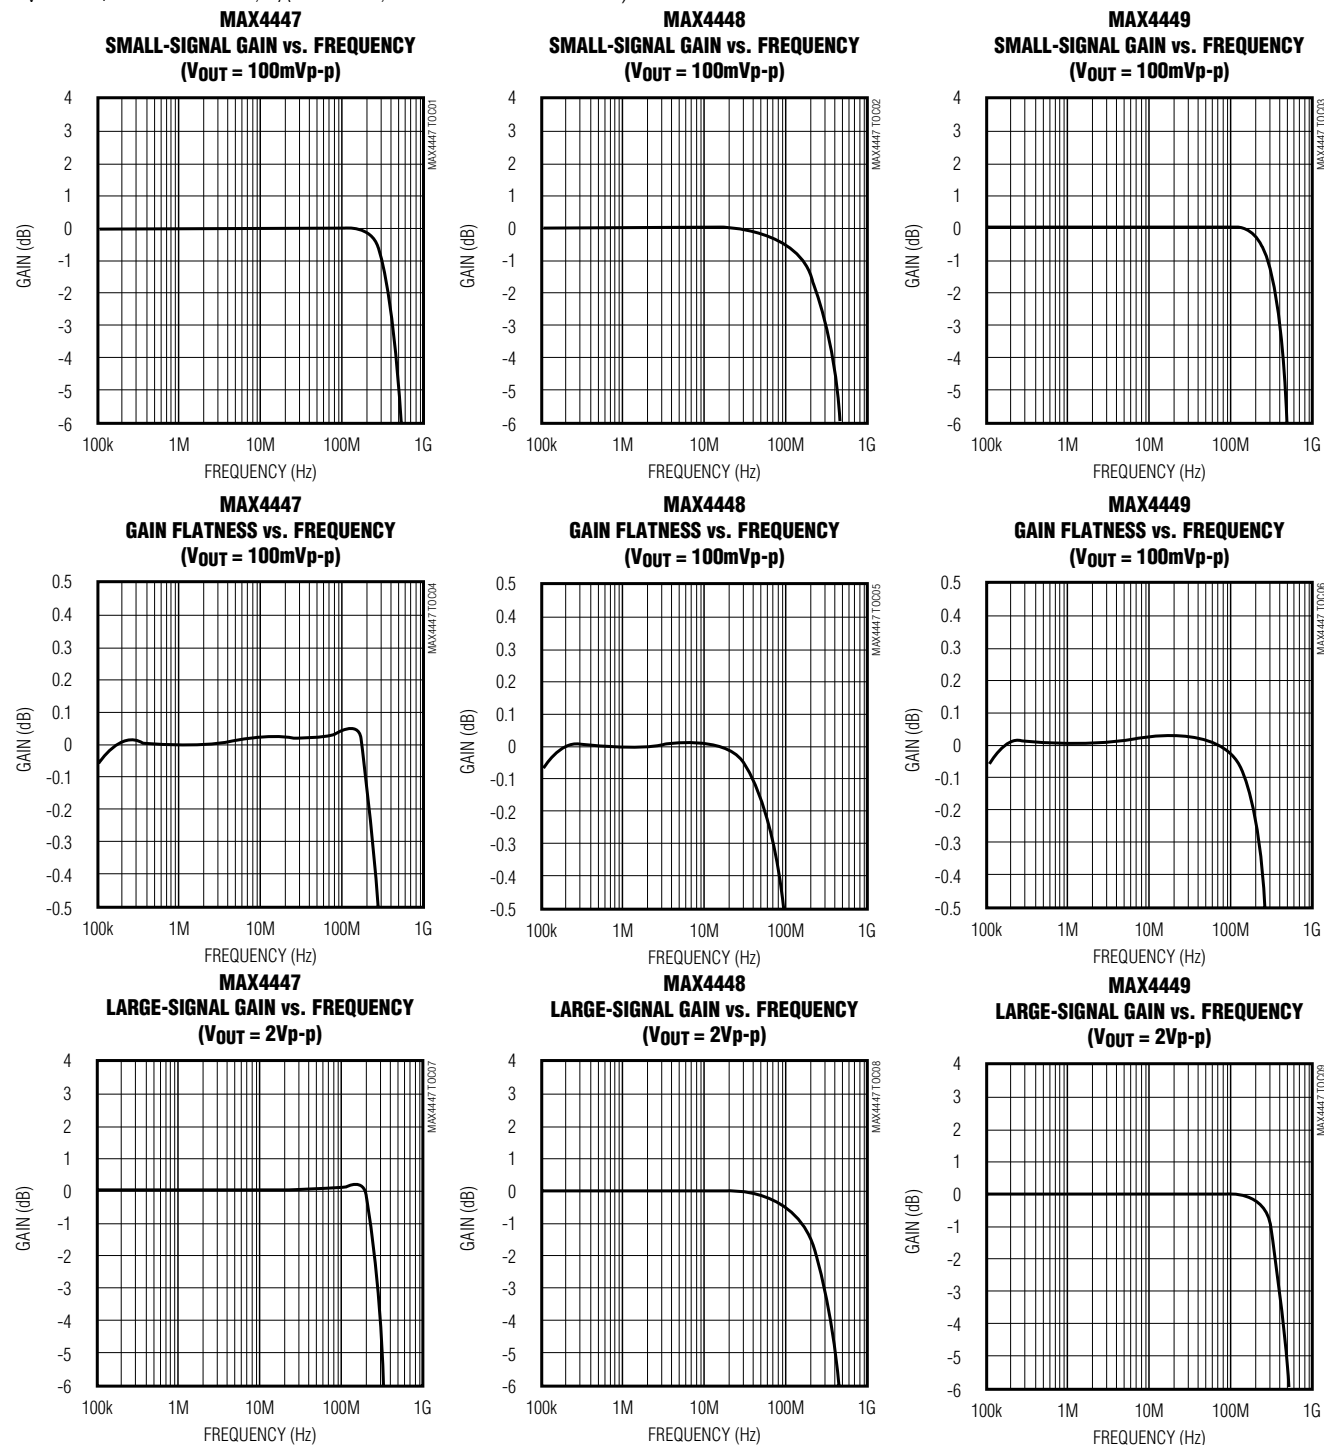 MAX4447
SMALL-SIGNAL GAIN vs. FREQUENCY
(VOUT = 100mVp-p)
4
3
2
1
0
-1
-2
-3
-4
-5
-6
GAIN (dB)
100k 1M 10M 100M 1G
FREQUENCY (Hz)
MAX4447 TOC01
MAX4448
SMALL-SIGNAL GAIN vs. FREQUENCY
(VOUT = 100mVp-p)
4
3
2
1
0
-1
-2
-3
-4
-5
-6
GAIN (dB)
100k 1M 10M 100M 1G
FREQUENCY (Hz)
MAX4447 TOC02
MAX4449
SMALL-SIGNAL GAIN vs. FREQUENCY
(VOUT = 100mVp-p)
4
3
2
1
0
-1
-2
-3
-4
-5
-6
GAIN (dB)
100k 1M 10M 100M 1G
FREQUENCY (Hz)
MAX4447 TOC03
MAX4447
GAIN FLATNESS vs. FREQUENCY
(VOUT = 100mVp-p)
0.5
0.4
0.3
0.2
0.1
0
-0.1
-0.2
-0.3
-0.4
-0.5
GAIN (dB)
100k 1M 10M 100M 1G
FREQUENCY (Hz)
MAX4447 TOC04
MAX4448
GAIN FLATNESS vs. FREQUENCY
(VOUT = 100mVp-p)
0.5
0.4
0.3
0.2
0.1
0
-0.1
-0.2
-0.3
-0.4
-0.5
GAIN (dB)
100k 1M 10M 100M 1G
FREQUENCY (Hz)
MAX4447 TOC05
MAX4449
GAIN FLATNESS vs. FREQUENCY
(VOUT = 100mVp-p)
0.5
0.4
0.3
0.2
0.1
0
-0.1
-0.2
-0.3
-0.4
-0.5
GAIN (dB)
100k 1M 10M 100M 1G
FREQUENCY (Hz)
MAX4447 TOC06
MAX4447
LARGE-SIGNAL GAIN vs. FREQUENCY
(VOUT = 2Vp-p)
4
3
2
1
0
-1
-2
-3
-4
-5
-6
GAIN (dB)
100k 1M 10M 100M 1G
FREQUENCY (Hz)
MAX4447 TOC07
MAX4448
LARGE-SIGNAL GAIN vs. FREQUENCY
(VOUT = 2Vp-p)
4
3
2
1
0
-1
-2
-3
-4
-5
-6
GAIN (dB)
100k 1M 10M 100M 1G
FREQUENCY (Hz)
MAX4447 TOC08
MAX4449
LARGE-SIGNAL GAIN vs. FREQUENCY
(VOUT = 2Vp-p)
4
3
2
1
0
-1
-2
-3
-4
-5
-6
GAIN (dB)
100k 1M 10M 100M 1G
FREQUENCY (Hz)
MAX4447 TOC09